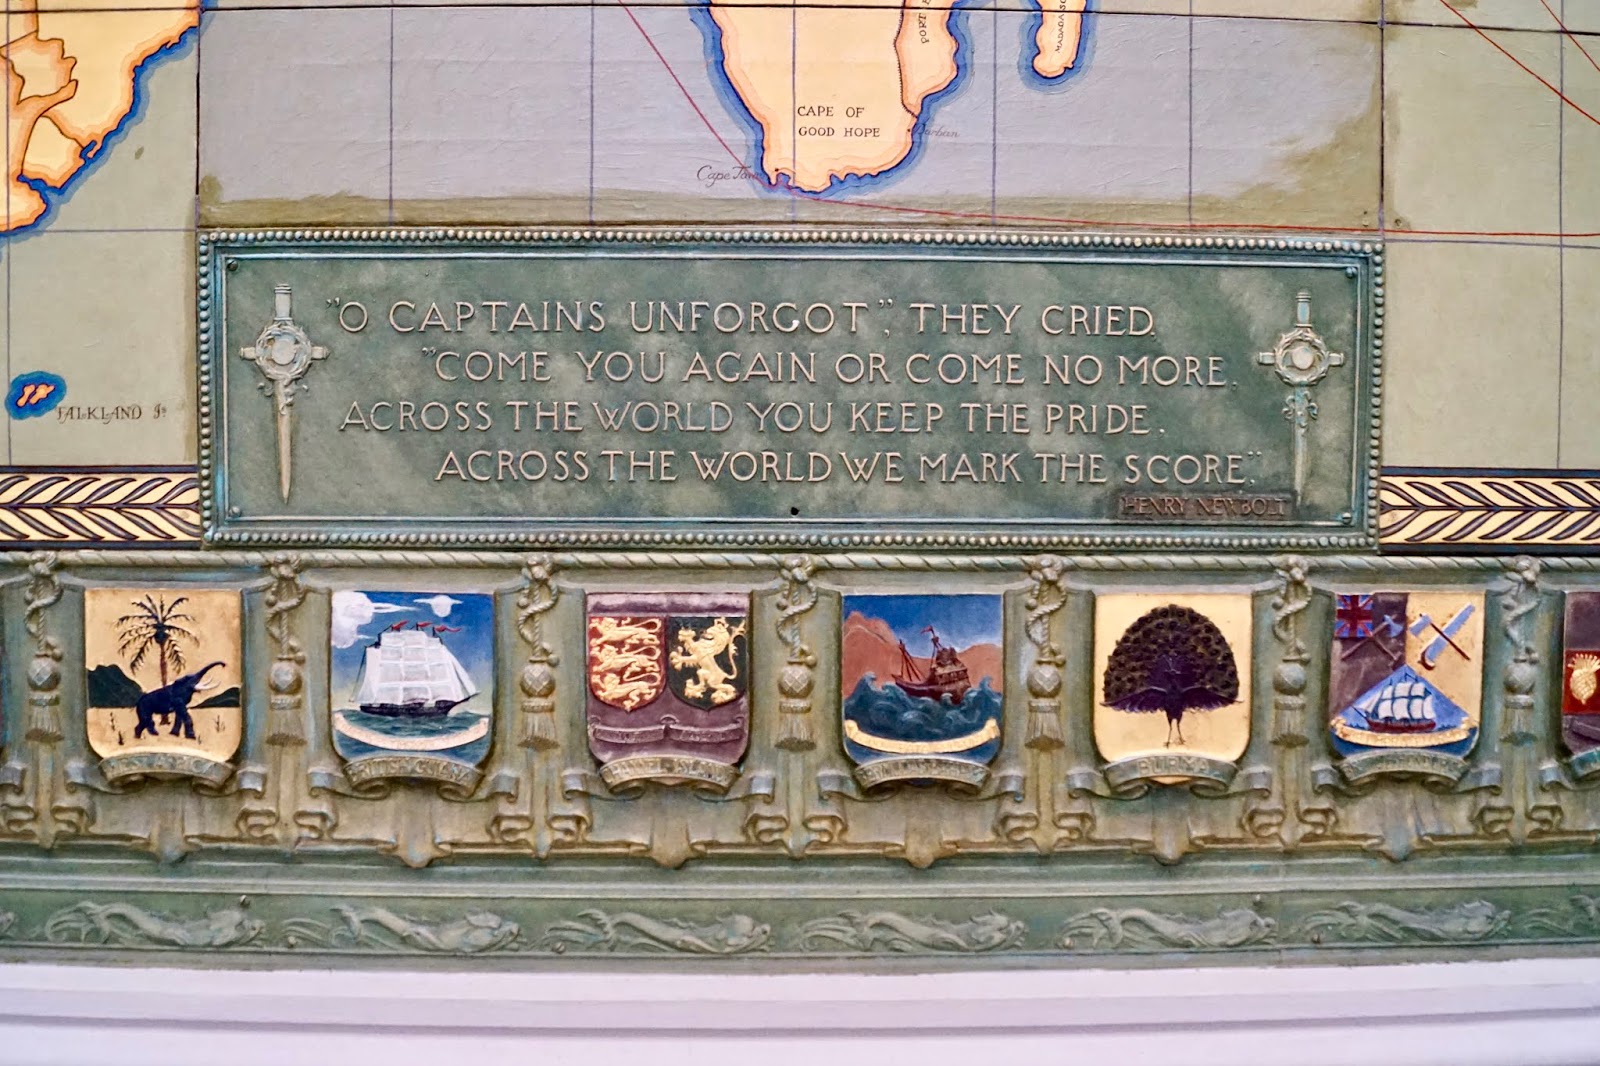 MADAGASC
CAPE OF
GOOD HOPE
Durban
Cape Town
"O CAPTAINS UNFORGOT", THEY CRIED.
"COME YOU AGAIN OR COME NO MORE.
ACROSS THE WORLD YOU KEEP THE PRIDE.
ACROSS THE WORLD WE MARK THE SCORE."
HENRY NEWBOLT
FALKLAND Is
WEST AFRICA
BRITISH GUIANA
CHANNEL ISLANDS
BURMA